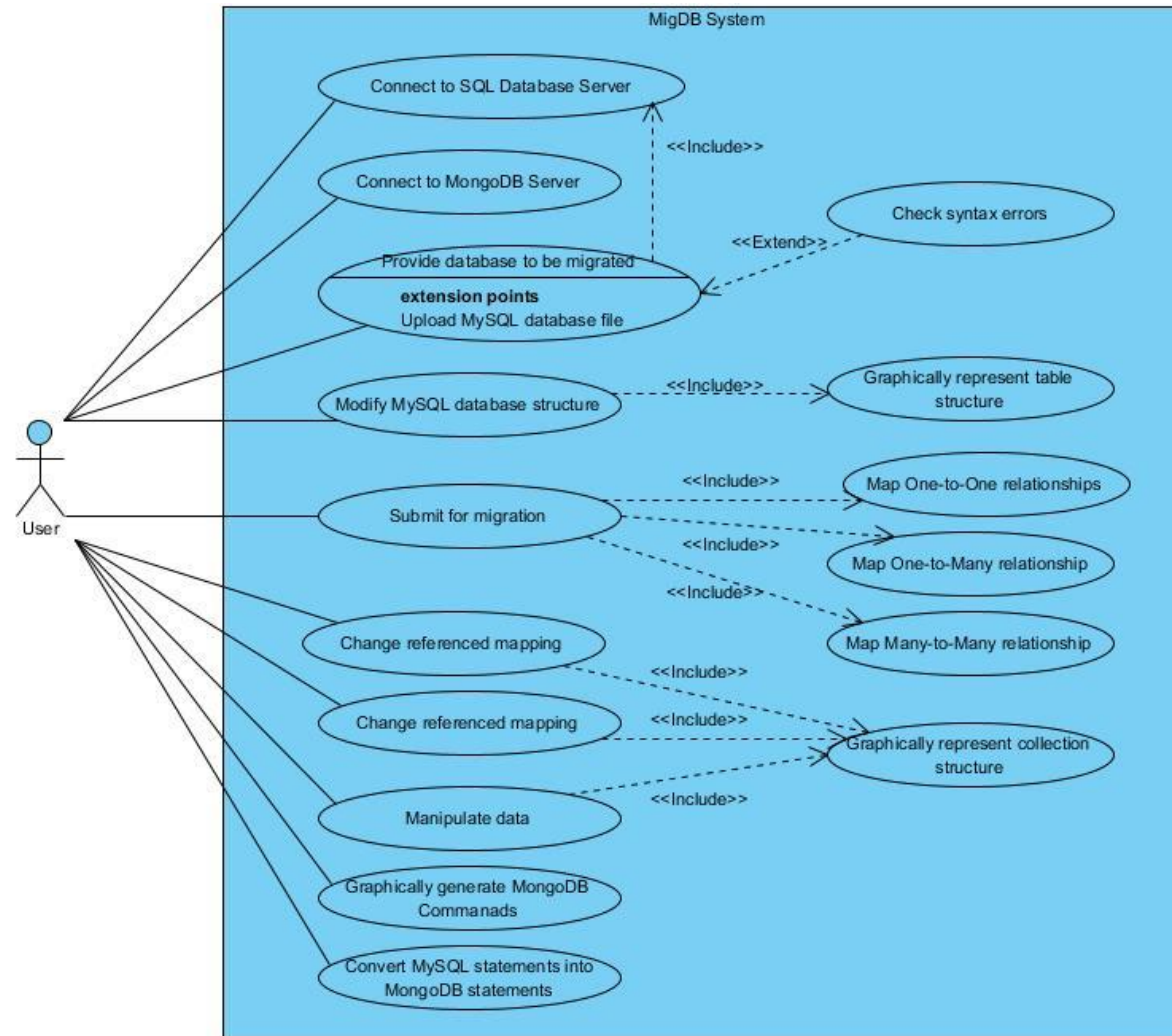 MigDB System
Connect to SQL Database Server
<<Include>>
Connect to MongoDB Server
Check syntax errors
<<Extend>>
Provide database to be migrated
extension points
Upload MySQL database file
Modify MySQL database structure
<<Include>>
Graphically represent table
structure
User
Submit for migration
<<Include>>
Map One-to-One relationships
<<Include>>
Map One-to-Many relationship
<<Include>>
Map Many-to-Many relationship
Change referenced mapping
<<Include>>
Change referenced mapping
<<Include>>
Graphically represent collection
structure
Manipulate data
<<Include>>
Graphically generate MongoDB
Commanads
Convert MySQL statements into
MongoDB statements